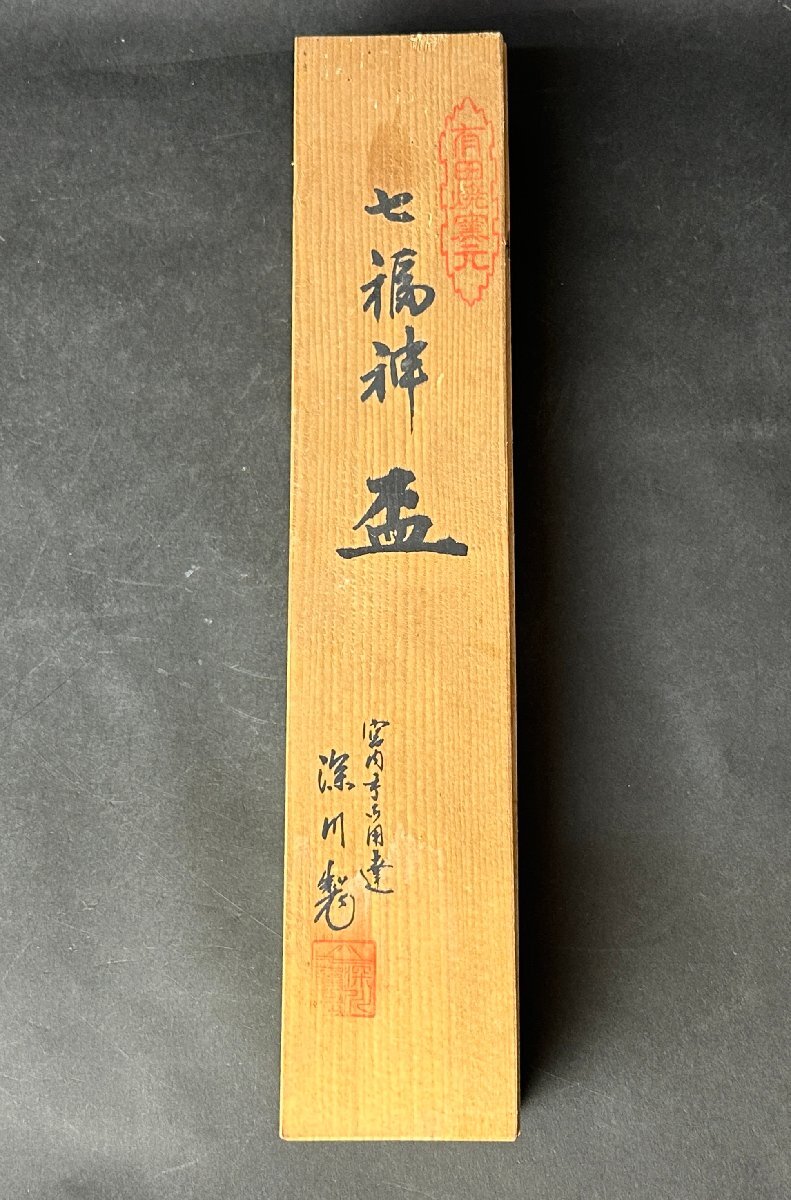 有田焼窯元
七福神 盃
宮内庁御用達
深川製